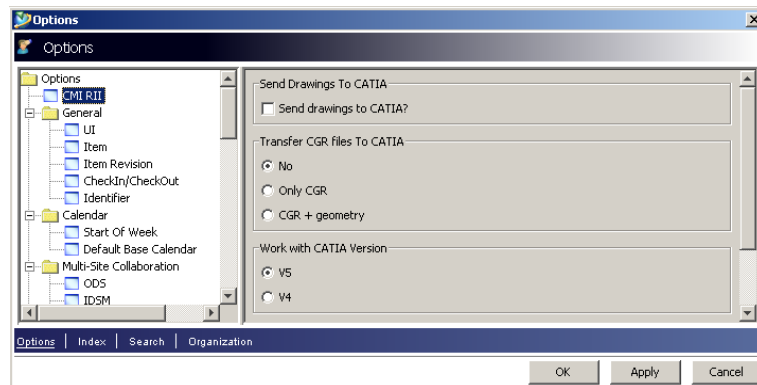 Options
Options
Options
CMI RII
General
UI
Item
Item Revision
CheckIn/CheckOut
Identifier
Calendar
Start Of Week
Default Base Calendar
Multi-Site Collaboration
ODS
IDSM
Send Drawings To CATIA
Send drawings to CATIA?
Transfer CGR files To CATIA
No
Only CGR
CGR + geometry
Work with CATIA Version
V5
V4
Options | Index | Search | Organization
OK Apply Cancel